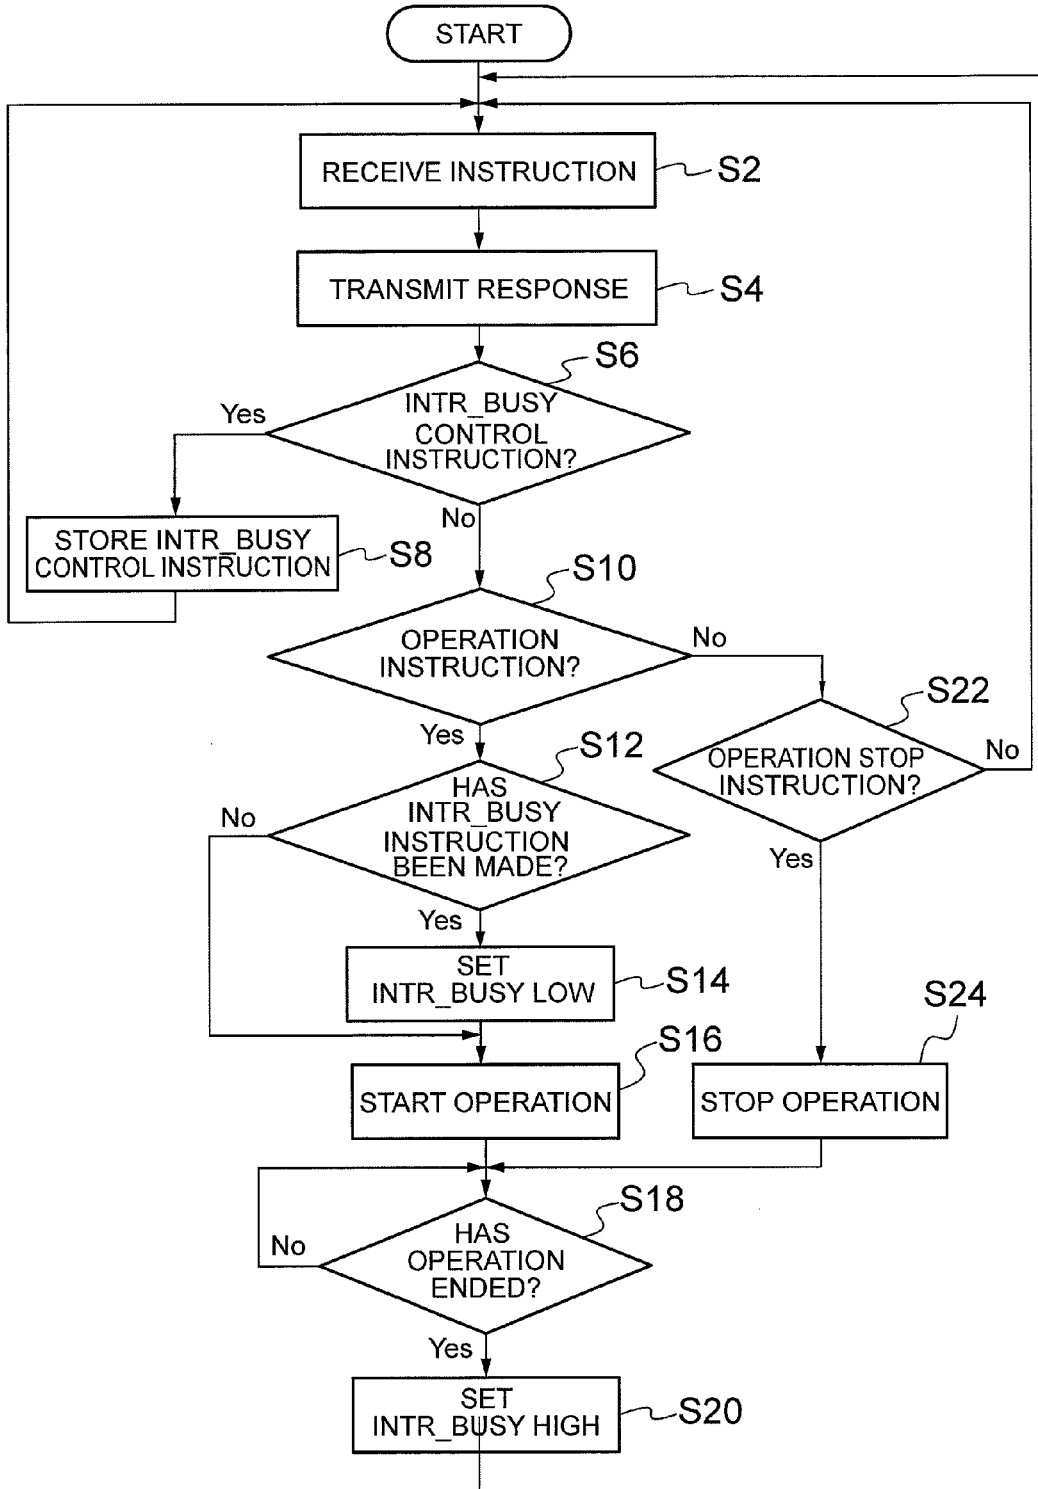 START
RECEIVE INSTRUCTION
S2
TRANSMIT RESPONSE
S4
S6
INTR_BUSY
CONTROL
INSTRUCTION?
Yes
No
STORE INTR_BUSY
CONTROL INSTRUCTION
S8
S10
OPERATION
INSTRUCTION?
No
Yes
S22
OPERATION STOP
INSTRUCTION?
No
Yes
S12
HAS
INTR_BUSY
INSTRUCTION
BEEN MADE?
No
Yes
SET
INTR_BUSY LOW
S14
S16
START OPERATION
S24
STOP OPERATION
S18
HAS
OPERATION
ENDED?
No
Yes
SET
INTR_BUSY HIGH
S20